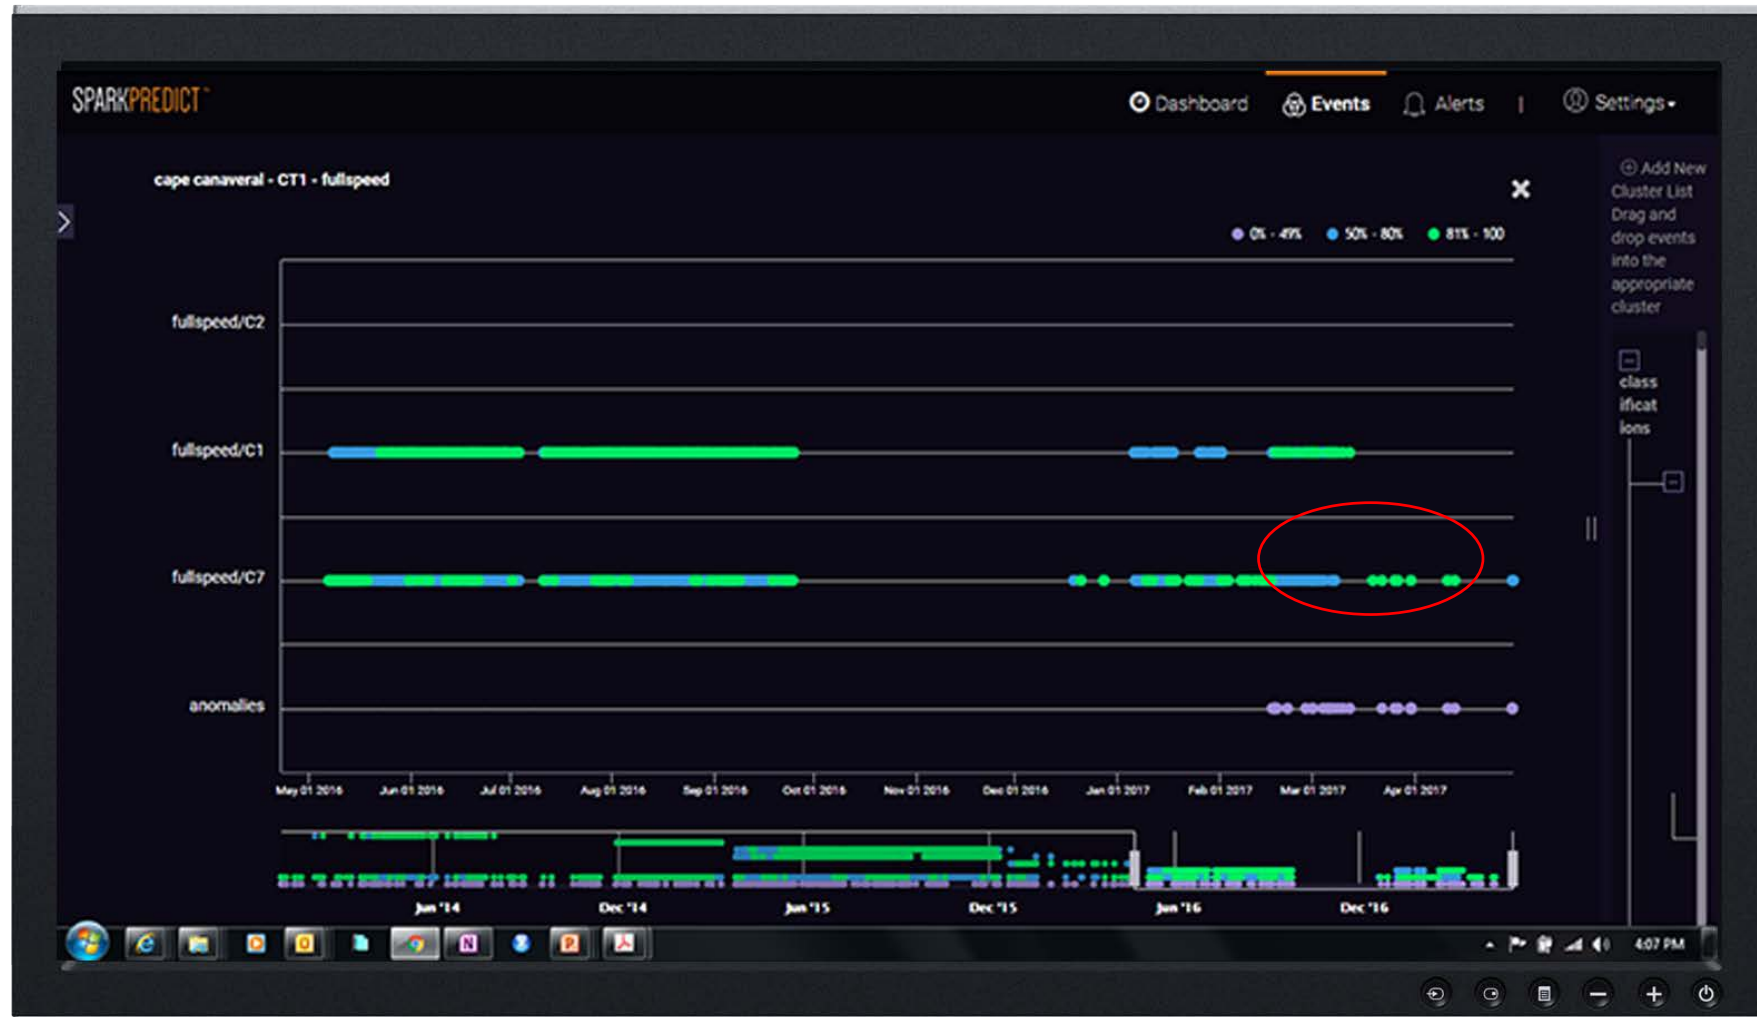 SPARKPREDICT™
Dashboard Events Alerts | Settings
cape canaveral - CT1 - fullspeed
0% - 49% 50% - 80% 81% - 100
Add New
Cluster List
Drag and
drop events
into the
appropriate
cluster
class
ificat
ions
fullspeed/C2
fullspeed/C1
fullspeed/C7
anomalies
May 01 2016 Jun 01 2016 Jul 01 2016 Aug 01 2016 Sep 01 2016 Oct 01 2016 Nov 01 2016 Dec 01 2016 Jan 01 2017 Feb 01 2017 Mar 01 2017 Apr 01 2017
Jun '14 Dec '14 Jun '15 Dec '15 Jun '16 Dec '16
4:07 PM